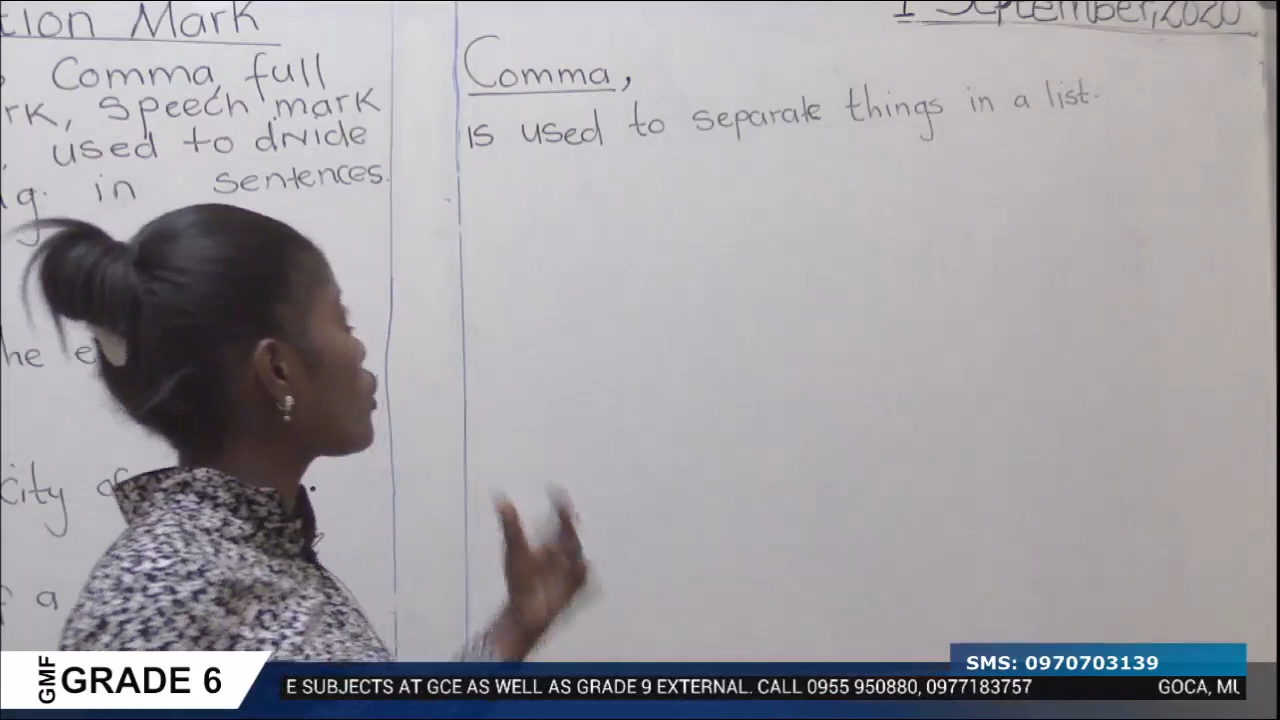 tion Mark
Comma, full
rk, speech mark
used to divide
g. in sentences.
he e
city of
a
1 September, 2020
Comma,
is used to separate things in a list.
SMS: 0970703139
GMF
GRADE 6
E SUBJECTS AT GCE AS WELL AS GRADE 9 EXTERNAL. CALL 0955 950880, 0977183757 GOCA, MU